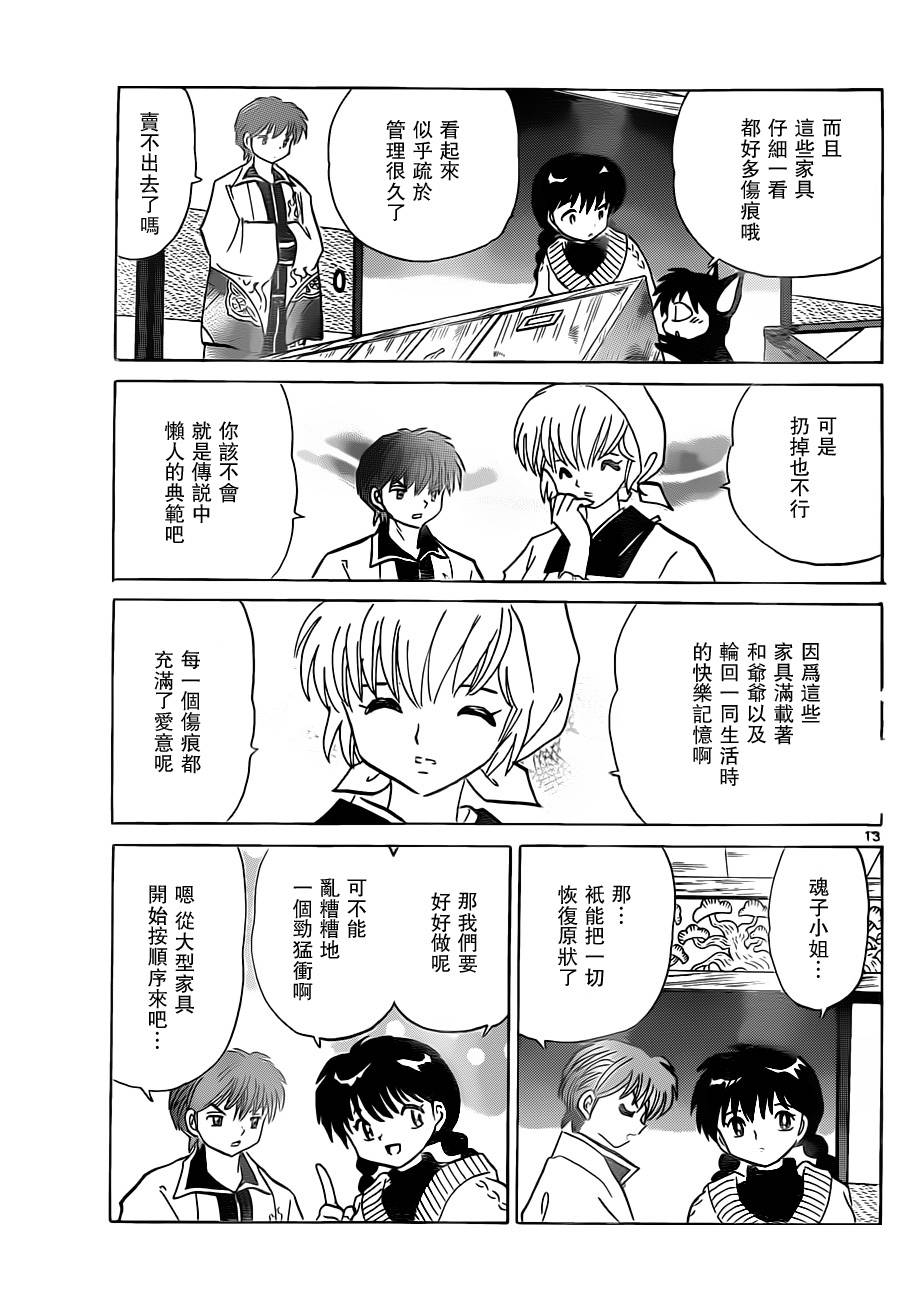 而且
這些家具
仔細一看
都好多傷痕哦
看起來
似乎疏於
管理很久了
賣不出去了嗎
可是
扔掉也不行
你該不會
就是傳說中
懶人的典範吧
因爲這些
家具滿載著
和爺爺以及
輪回一同生活時
的快樂記憶啊
每一個傷痕都
充滿了愛意呢
13
魂子小姐…
那…
衹能把一切
恢復原狀了
那我們要
好好做呢
可不能
亂糟糟地
一個勁猛衝啊
嗯 從大型家具
開始按順序來吧…